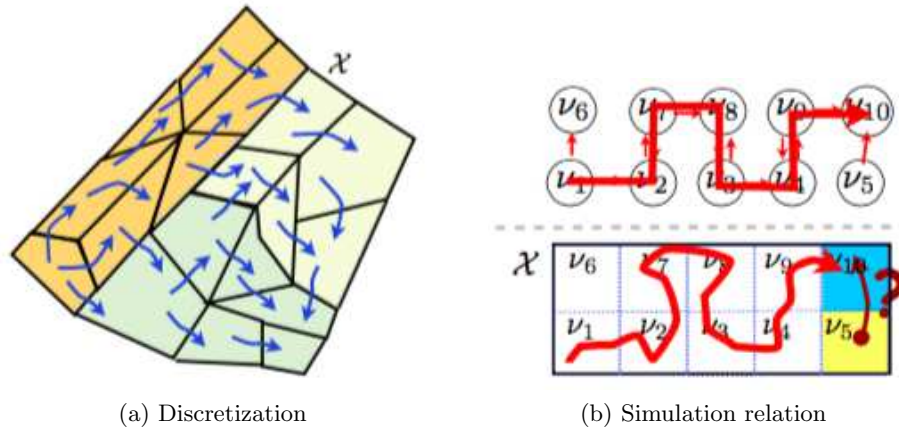 𝒳
ν6 ν7 ν8 ν9 ν10
ν1 ν2 ν3 ν4 ν5
𝒳 ν6 ν7 ν8 ν9 ν10 ?
ν1 ν2 ν3 ν4 ν5
(a) Discretization
(b) Simulation relation